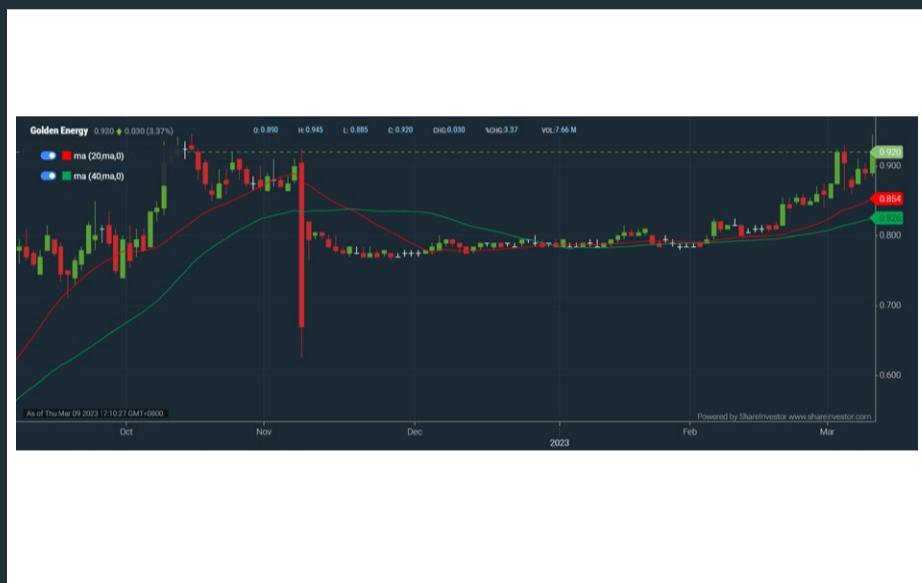 Golden Energy 0.920 0.030 (3.37%) O: 0.890 H: 0.945 L: 0.885 C: 0.920 CHG:0.030 %CHG:3.37 VOL:7.66 M
ma (20,ma,0)
ma (40,ma,0)
0.920
0.900
0.854
0.826
0.800
0.700
0.600
As of Thu Mar 09 2023 17:10:27 GMT+0800
Powered by ShareInvestor www.shareinvestor.com
Oct Nov Dec Feb Mar
2023